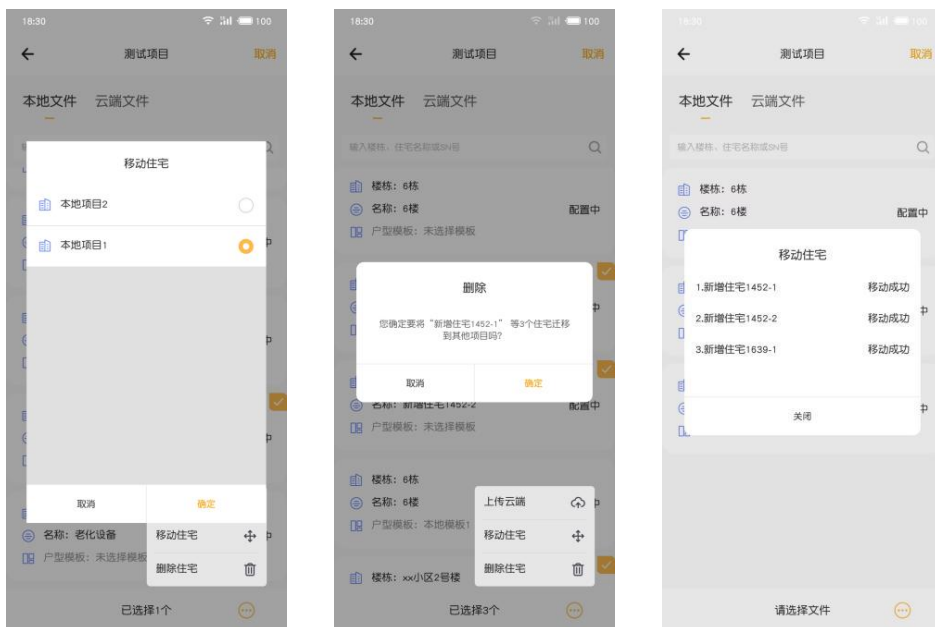 18:30 100
测试项目 取消
本地文件 云端文件
移动住宅
本地项目2
本地项目1
取消 确定
名称：老化设备
移动住宅
户型模板：未选择模板
删除住宅
已选择1个
18:30 100
测试项目 取消
本地文件 云端文件
输入楼栋、住宅名称或SN号
楼栋：6栋
名称：6楼 配置中
户型模板：未选择模板
删除
您确定要将“新增住宅1452-1”等3个住宅迁移
到其他项目吗?
取消 确定
名称：新增住宅1452-2 配置中
户型模板：未选择模板
楼栋：6栋
名称：6楼
上传云端
户型模板：本地模板1
移动住宅
删除住宅
楼栋：xx小区2号楼
已选择3个
18:30 100
测试项目 取消
本地文件 云端文件
输入楼栋、住宅名称或SN号
楼栋：6栋
名称：6楼 配置中
移动住宅
1.新增住宅1452-1 移动成功
2.新增住宅1452-2 移动成功
3.新增住宅1639-1 移动成功
关闭
请选择文件